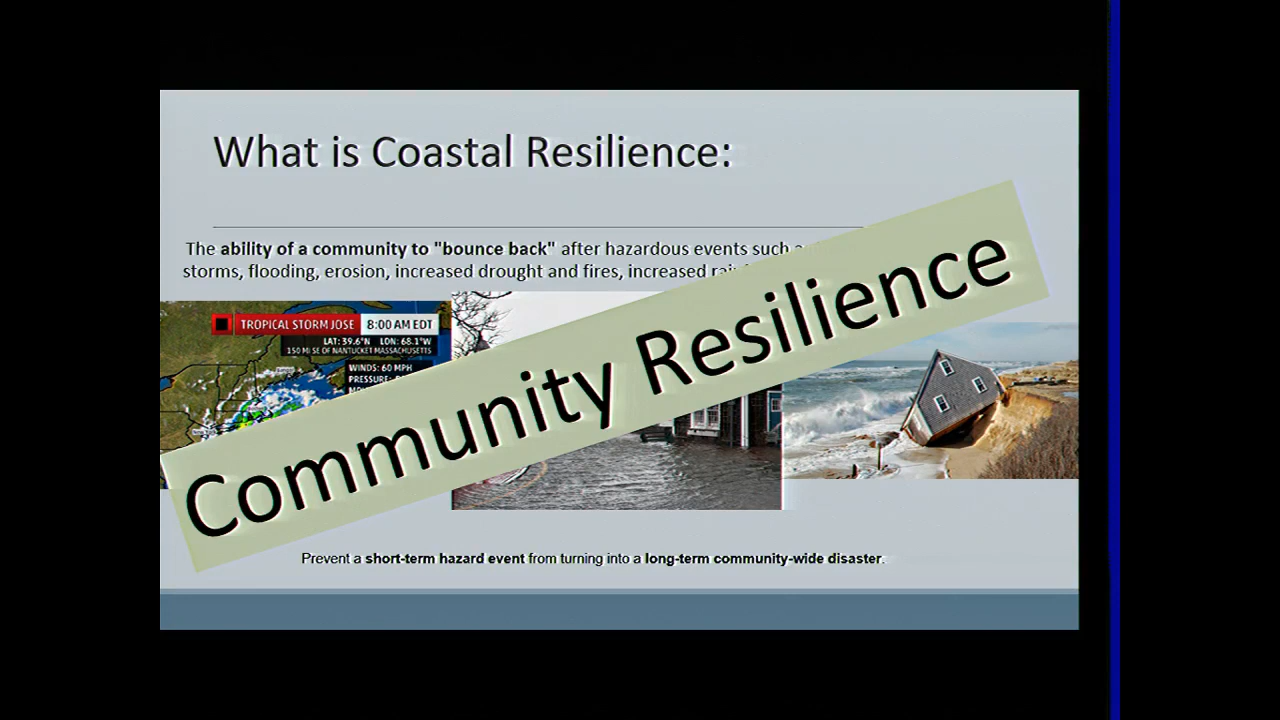 What is Coastal Resilience:
The ability of a community to "bounce back" after hazardous events such
storms, flooding, erosion, increased drought and fires, increased
TROPICAL STORM JOSE 8:00 AM EDT
LAT: 39.6°N LON: 68.1°W
150 MI SE OF NANTUCKET MASSACHUSETTS
WINDS: 60 MPH
PRESSURE:
Community Resilience
Prevent a short-term hazard event from turning into a long-term community-wide disaster.